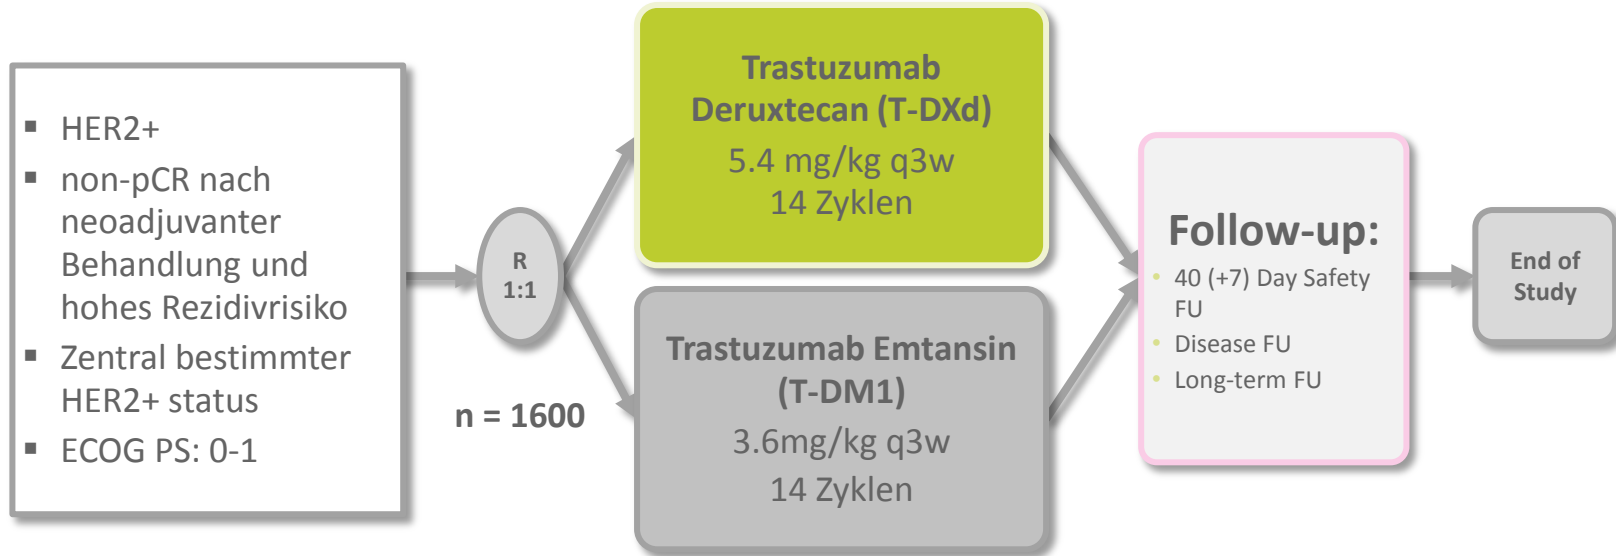 ▪ HER2+
▪ non-pCR nach
neoadjuvanter
Behandlung und
hohes Rezidivrisiko
▪ Zentral bestimmter
HER2+ status
▪ ECOG PS: 0-1
R
1:1
n = 1600
Trastuzumab
Deruxtecan (T-DXd)
5.4 mg/kg q3w
14 Zyklen
Trastuzumab Emtansin
(T-DM1)
3.6mg/kg q3w
14 Zyklen
Follow-up:
• 40 (+7) Day Safety
FU
• Disease FU
• Long-term FU
End of
Study